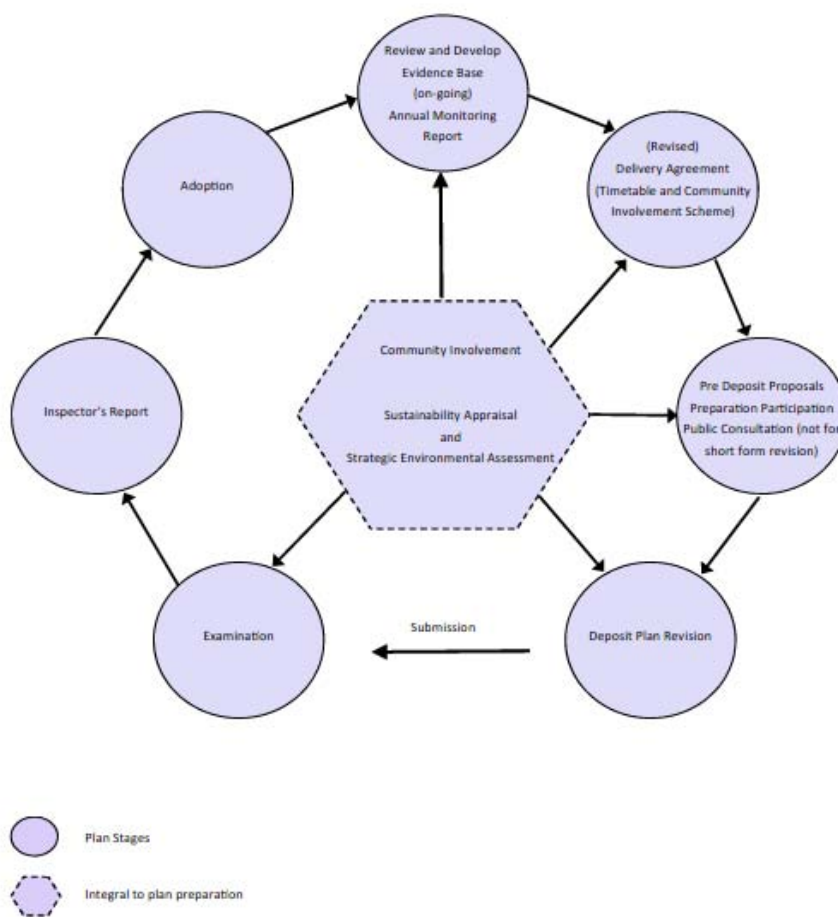 Review and Develop
Evidence Base
(on-going)
Annual Monitoring
Report
(Revised)
Delivery Agreement
(Timetable and Community
Involvement Scheme)
Adoption
Community Involvement
Sustainability Appraisal
and
Strategic Environmental Assessment
Pre Deposit Proposals
Preparation Participation
Public Consultation (not for
short form revision)
Inspector's Report
Examination
Submission
Deposit Plan Revision
Plan Stages
Integral to plan preparation